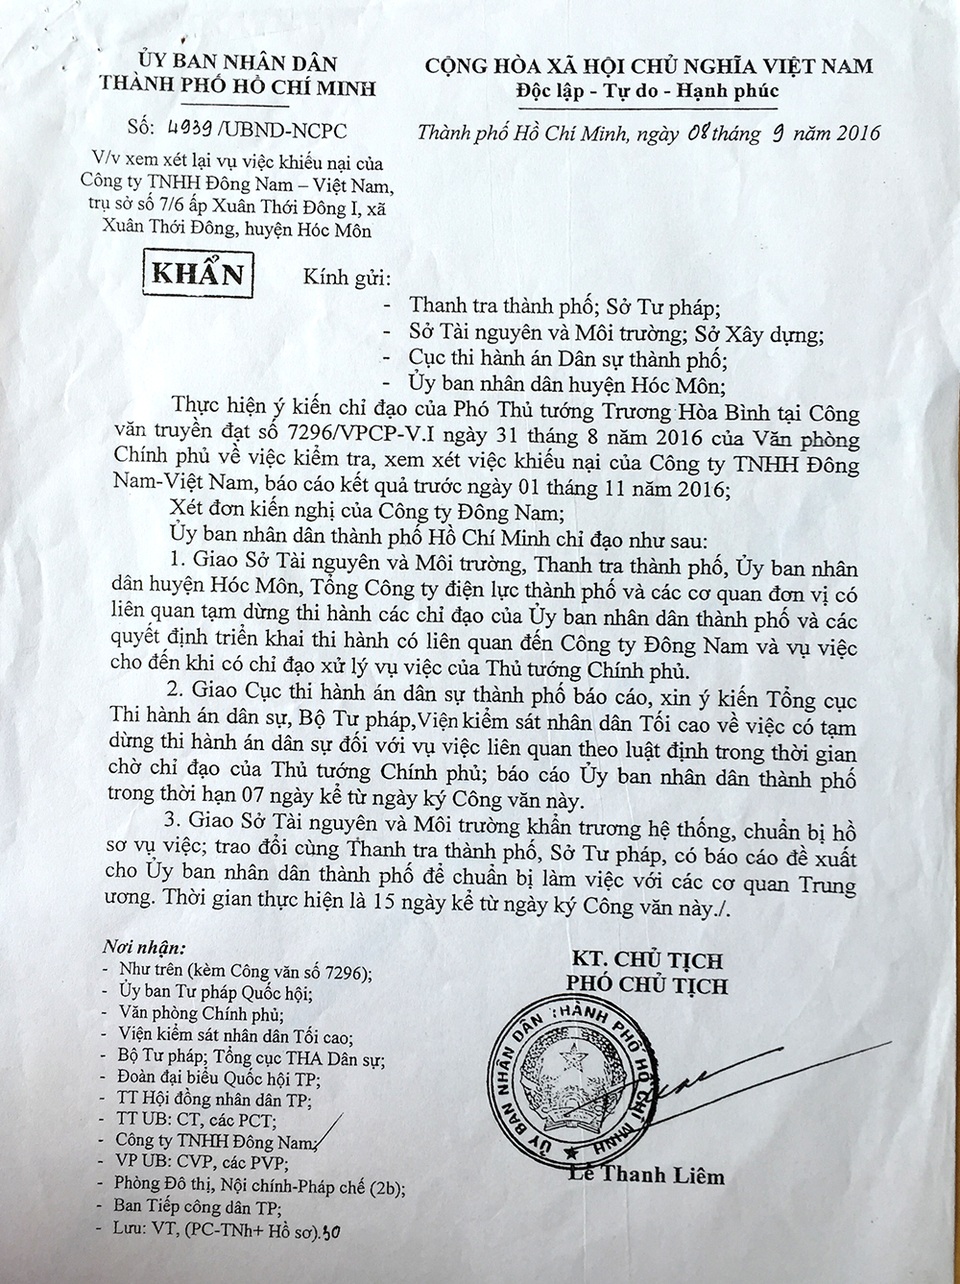 ỦY BAN NHÂN DÂN
THÀNH PHỐ HỒ CHÍ MINH
CỘNG HÒA XÃ HỘI CHỦ NGHĨA VIỆT NAM
Độc lập - Tự do - Hạnh phúc
Số: 4939/UBND-NCPC
Thành phố Hồ Chí Minh, ngày 08 tháng 9 năm 2016
V/v xem xét lại vụ việc khiếu nại của
Công ty TNHH Đông Nam – Việt Nam,
trụ sở số 7/6 ấp Xuân Thới Đông I, xã
Xuân Thới Đông, huyện Hóc Môn
KHẨN
Kính gửi:
- Thanh tra thành phố; Sở Tư pháp;
- Sở Tài nguyên và Môi trường; Sở Xây dựng;
- Cục thi hành án Dân sự thành phố;
- Ủy ban nhân dân huyện Hóc Môn;
Thực hiện ý kiến chỉ đạo của Phó Thủ tướng Trương Hòa Bình tại Công
văn truyền đạt số 7296/VPCP-V.I ngày 31 tháng 8 năm 2016 của Văn phòng
Chính phủ về việc kiểm tra, xem xét việc khiếu nại của Công ty TNHH Đông
Nam-Việt Nam, báo cáo kết quả trước ngày 01 tháng 11 năm 2016;
Xét đơn kiến nghị của Công ty Đông Nam;
Ủy ban nhân dân thành phố Hồ Chí Minh chỉ đạo như sau:
1. Giao Sở Tài nguyên và Môi trường, Thanh tra thành phố, Ủy ban nhân
dân huyện Hóc Môn, Tổng Công ty điện lực thành phố và các cơ quan đơn vị có
liên quan tạm dừng thi hành các chỉ đạo của Ủy ban nhân dân thành phố và các
quyết định triển khai thi hành có liên quan đến Công ty Đông Nam và vụ việc
cho đến khi có chỉ đạo xử lý vụ việc của Thủ tướng Chính phủ.
2. Giao Cục thi hành án dân sự thành phố báo cáo, xin ý kiến Tổng cục
Thi hành án dân sự, Bộ Tư pháp,Viện kiểm sát nhân dân Tối cao về việc có tạm
dừng thi hành án dân sự đối với vụ việc liên quan theo luật định trong thời gian
chờ chỉ đạo của Thủ tướng Chính phủ; báo cáo Ủy ban nhân dân thành phố
trong thời hạn 07 ngày kể từ ngày ký Công văn này.
3. Giao Sở Tài nguyên và Môi trường khẩn trương hệ thống, chuẩn bị hồ
sơ vụ việc; trao đổi cùng Thanh tra thành phố, Sở Tư pháp, có báo cáo đề xuất
cho Ủy ban nhân dân thành phố để chuẩn bị làm việc với các cơ quan Trung
ương. Thời gian thực hiện là 15 ngày kể từ ngày ký Công văn này./.
Nơi nhận:
- Như trên (kèm Công văn số 7296);
- Ủy ban Tư pháp Quốc hội;
- Văn phòng Chính phủ;
- Viện kiểm sát nhân dân Tối cao;
- Bộ Tư pháp; Tổng cục THA Dân sự;
- Đoàn đại biểu Quốc hội TP;
- TT Hội đồng nhân dân TP;
- TT UB: CT, các PCT;
- Công ty TNHH Đông Nam;
- VP UB: CVP, các PVP;
- Phòng Đô thị, Nội chính-Pháp chế (2b);
- Ban Tiếp công dân TP;
- Lưu: VT, (PC-TNh+ Hồ sơ).30
KT. CHỦ TỊCH
PHÓ CHỦ TỊCH
ỦY BAN NHÂN DÂN THÀNH PHỐ HỒ CHÍ MINH
Lê Thanh Liêm